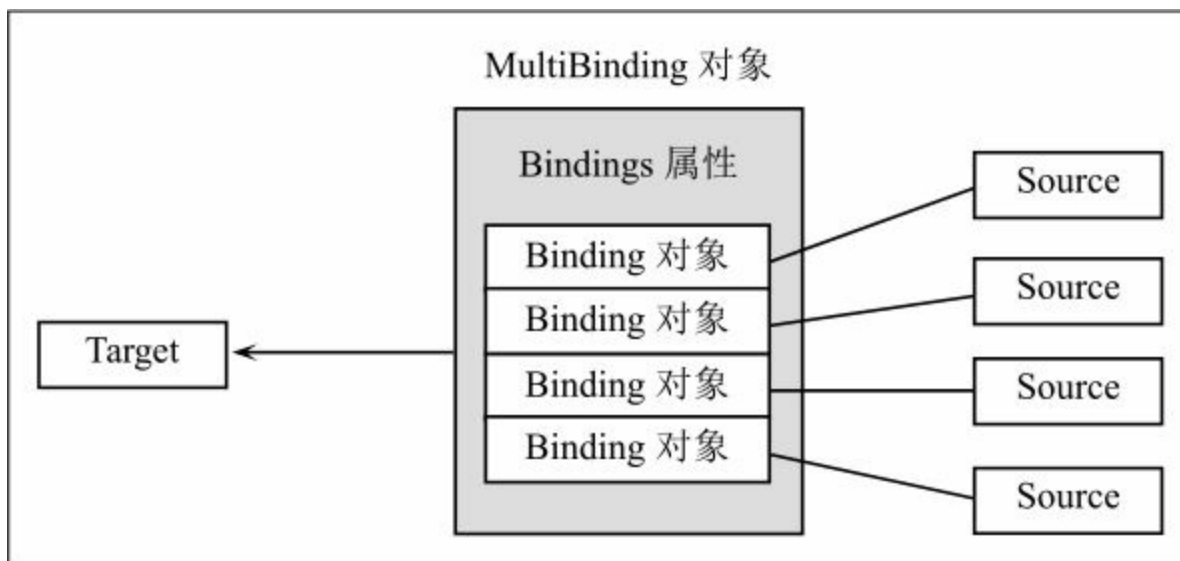 MultiBinding 对象
Bindings 属性
Binding 对象
Binding 对象
Binding 对象
Binding 对象
Target
Source
Source
Source
Source